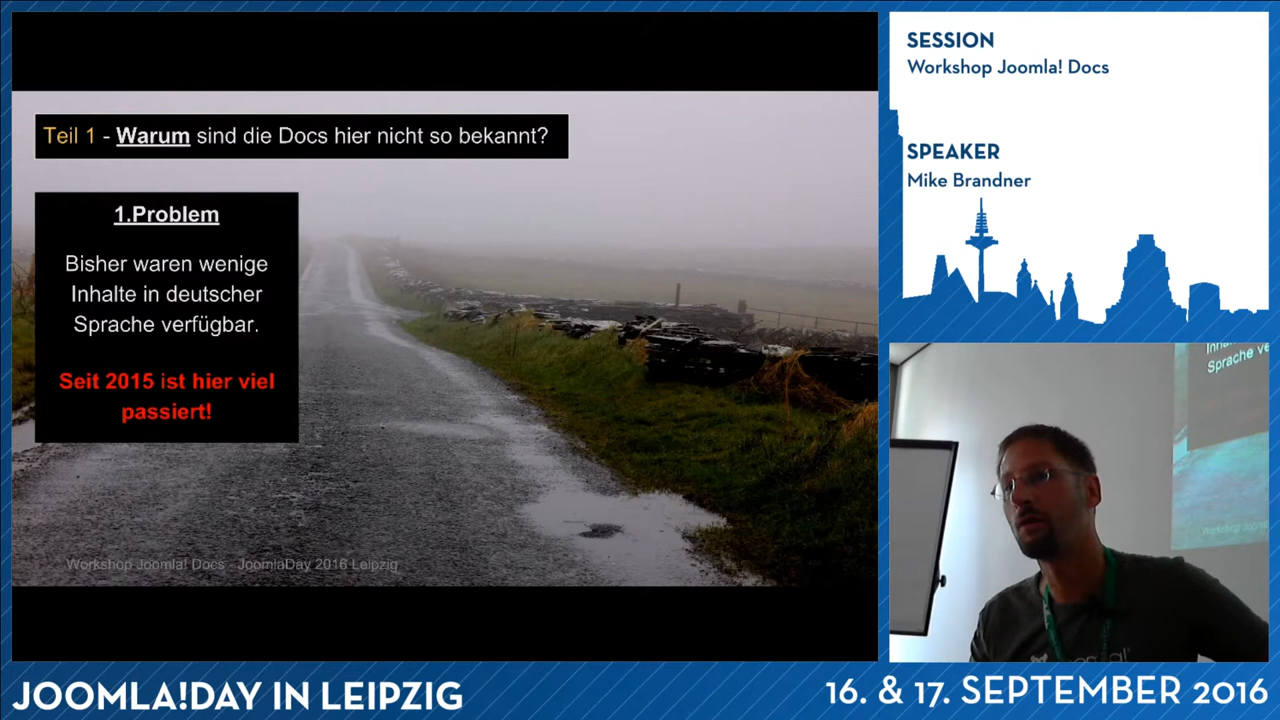 Teil 1 - Warum sind die Docs hier nicht so bekannt?
1.Problem
Bisher waren wenige
Inhalte in deutscher
Sprache verfügbar.
Seit 2015 ist hier viel
passiert!
Workshop Joomla! Docs - JoomlaDay 2016 Leipzig
SESSION
Workshop Joomla! Docs
SPEAKER
Mike Brandner
Sprache ve
JOOMLA!DAY IN LEIPZIG
16. & 17. SEPTEMBER 2016